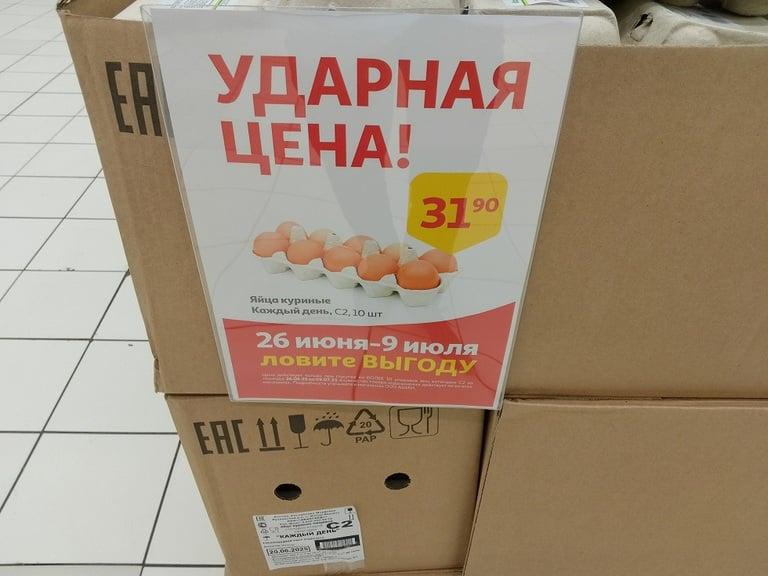 УДАРНАЯ
ЦЕНА!
31 90
Яйца куриные
Каждый день, С2, 10 шт
26 июня-9 июля
ловите ВЫГОДУ
EAC
EAC
20
PAP
С2
"КАЖДЫЙ ДЕНЬ"
20.06.2025